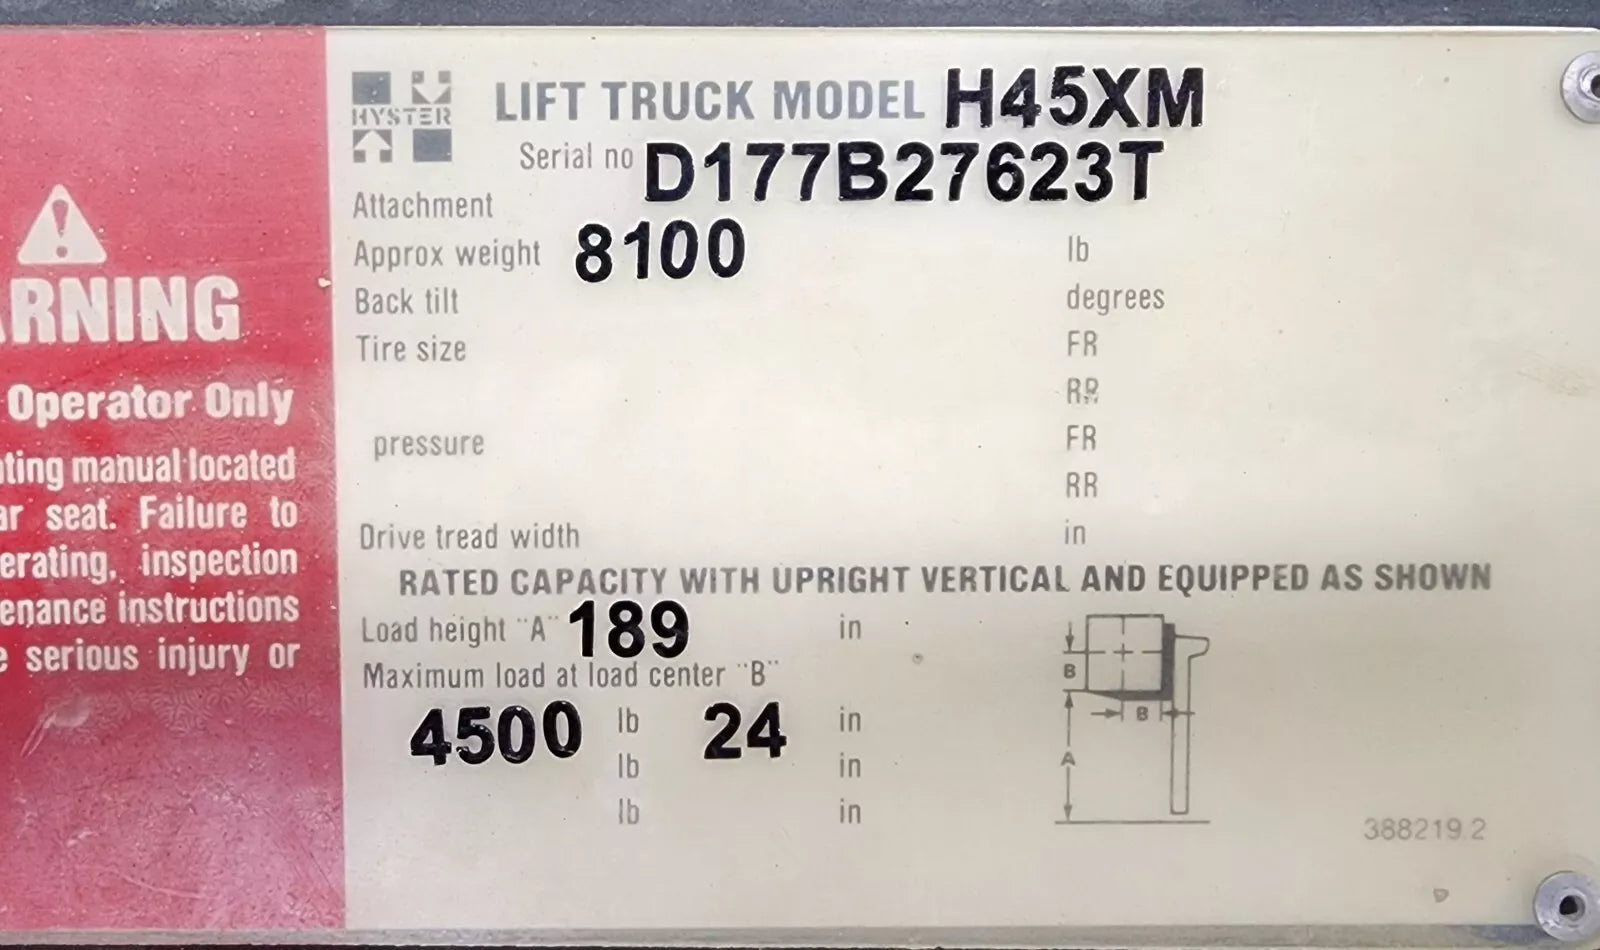 HYSTER
LIFT TRUCK MODEL H45XM
Serial no D177B27623T
Attachment
Approx weight 8100 lb
Back tilt degrees
Tire size FR
RR
pressure FR
RR
Drive tread width in
RATED CAPACITY WITH UPRIGHT VERTICAL AND EQUIPPED AS SHOWN
Load height "A" 189 in
Maximum load at load center "B"
4500 lb 24 in
lb in
lb in
B
B
A
388219.2
ARNING
Operator Only
ting manual located
ar seat. Failure to
erating, inspection
enance instructions
e serious injury or